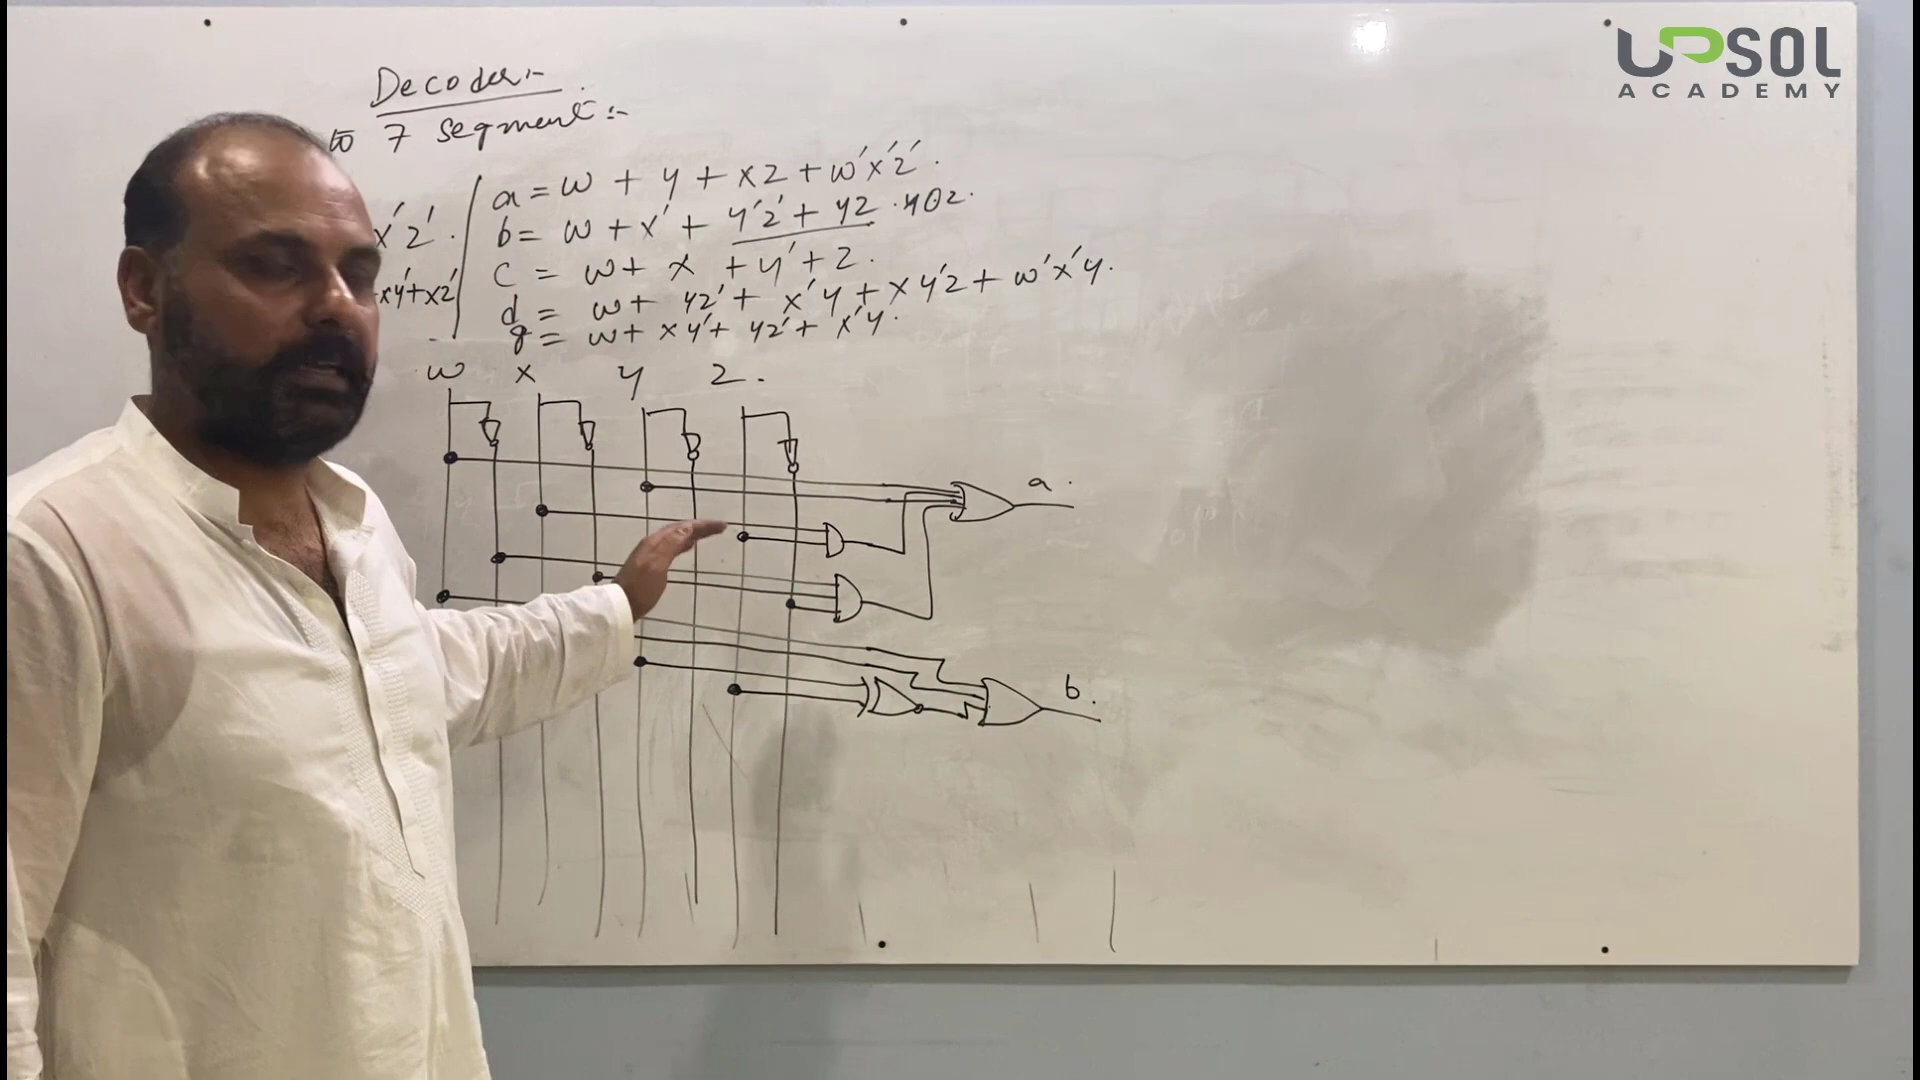 UPSOL
ACADEMY
Decoder:-
to 7 segment:-
x'z'.
xy'+xz'
a = w + y + xz + w'x'z'.
b = w + x' + y'z' + yz . y⊙z.
c = w + x + y' + z.
d = w + yz' + x'y + xy'z + w'x'y.
g = w + xy' + yz' + x'y.
w x y z.
a.
b.